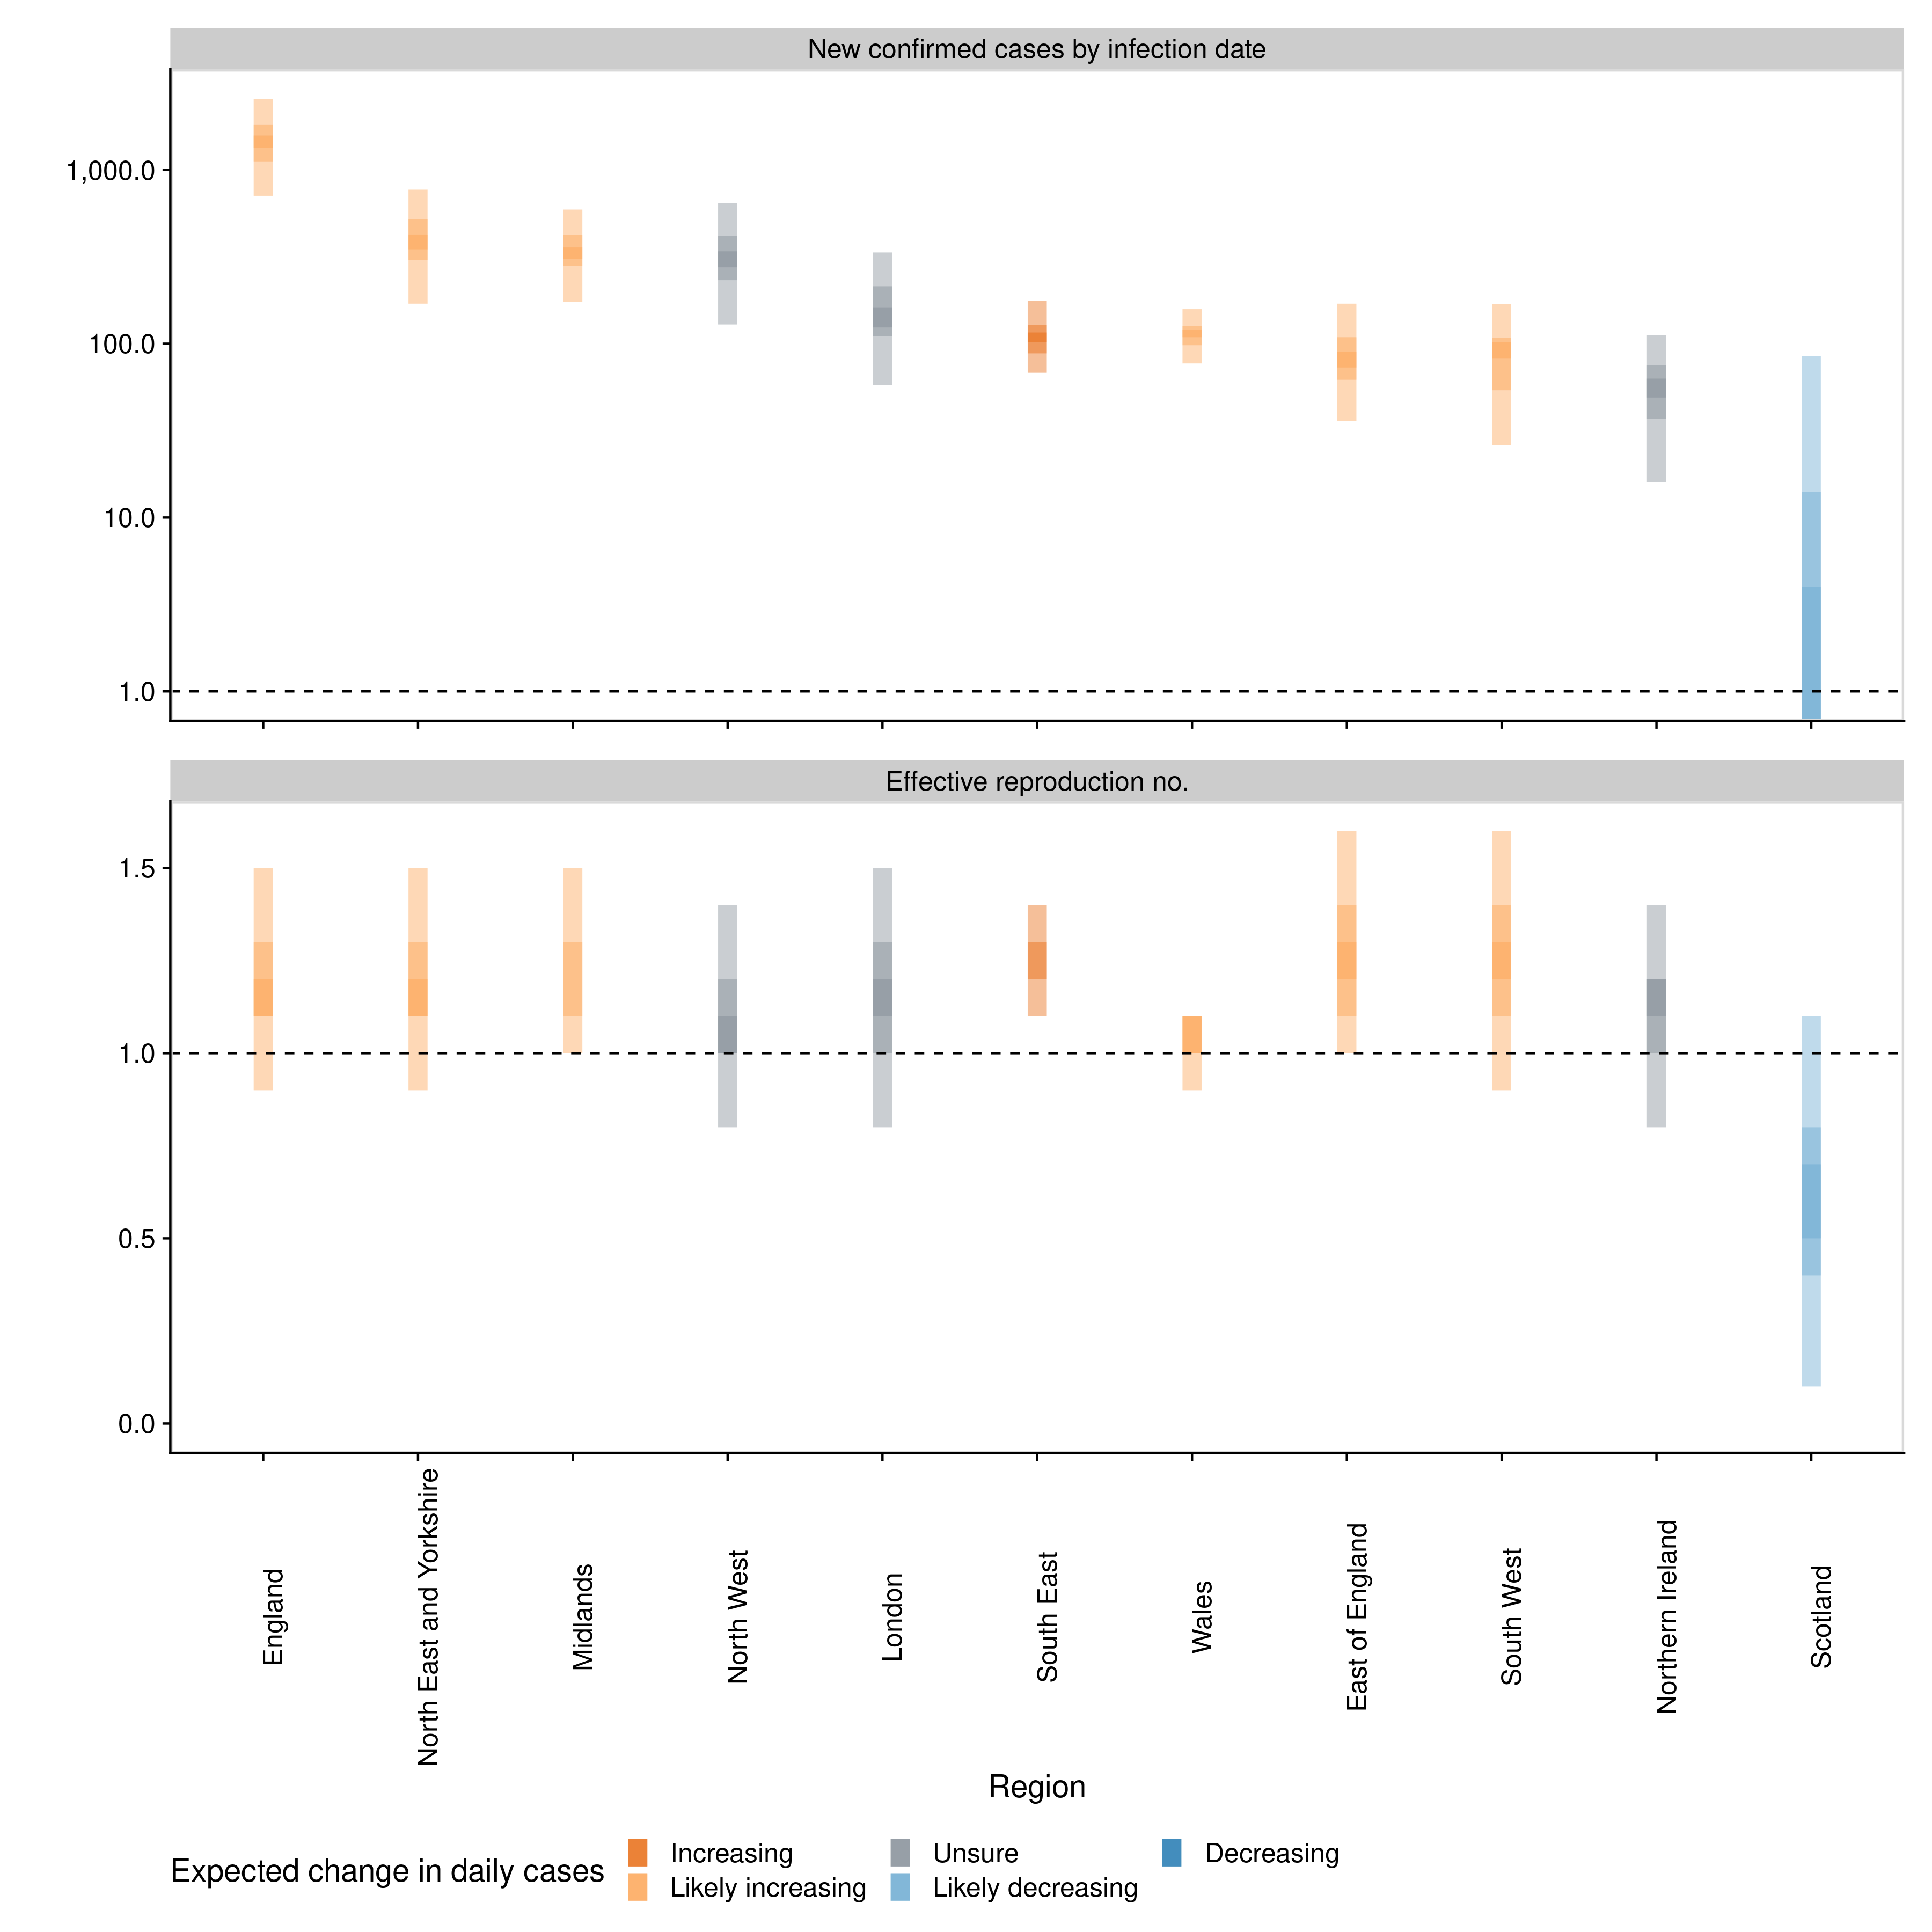 New confirmed cases by infection date
1,000.0
100.0
10.0
1.0
Effective reproduction no.
1.5
1.0
0.5
0.0
England
North East and Yorkshire
Midlands
North West
London
South East
Wales
East of England
South West
Northern Ireland
Scotland
Region
Expected change in daily cases
Increasing
Likely increasing
Unsure
Likely decreasing
Decreasing